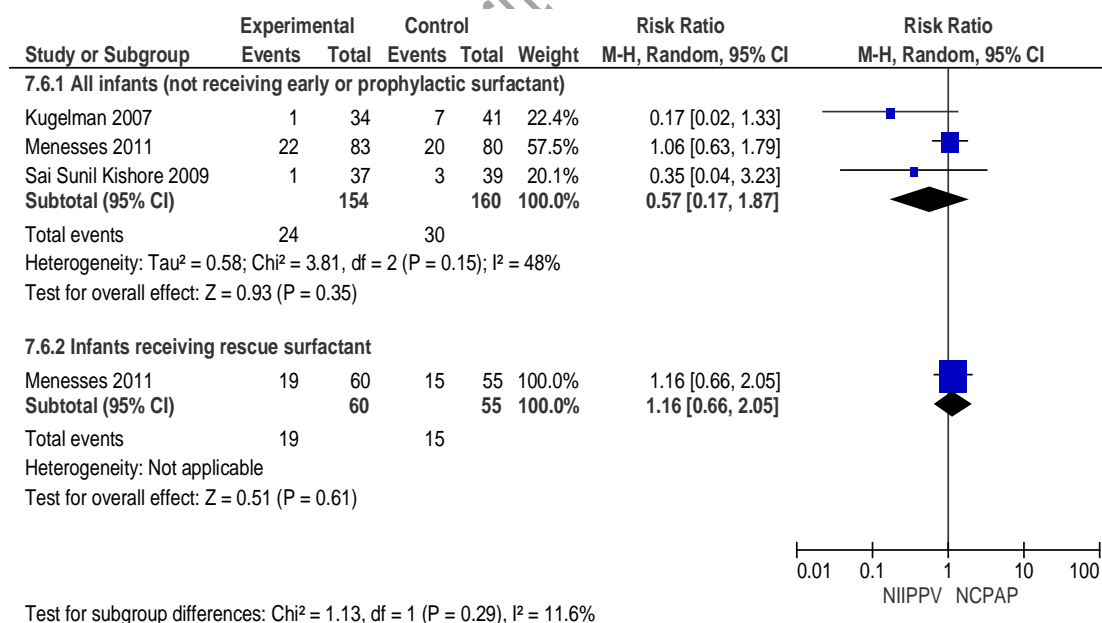 Experimental Control Risk Ratio Risk Ratio
Study or Subgroup Events Total Events Total Weight M-H, Random, 95% CI M-H, Random, 95% CI
7.6.1 All infants (not receiving early or prophylactic surfactant)
Kugelman 2007 1 34 7 41 22.4% 0.17 [0.02, 1.33]
Menesses 2011 22 83 20 80 57.5% 1.06 [0.63, 1.79]
Sai Sunil Kishore 2009 1 37 3 39 20.1% 0.35 [0.04, 3.23]
Subtotal (95% CI) 154 160 100.0% 0.57 [0.17, 1.87]
Total events 24 30
Heterogeneity: Tau² = 0.58; Chi² = 3.81, df = 2 (P = 0.15); I² = 48%
Test for overall effect: Z = 0.93 (P = 0.35)
7.6.2 Infants receiving rescue surfactant
Menesses 2011 19 60 15 55 100.0% 1.16 [0.66, 2.05]
Subtotal (95% CI) 60 55 100.0% 1.16 [0.66, 2.05]
Total events 19 15
Heterogeneity: Not applicable
Test for overall effect: Z = 0.51 (P = 0.61)
0.01 0.1 1 10 100
NIIPPV NCPAP
Test for subgroup differences: Chi² = 1.13, df = 1 (P = 0.29), I² = 11.6%